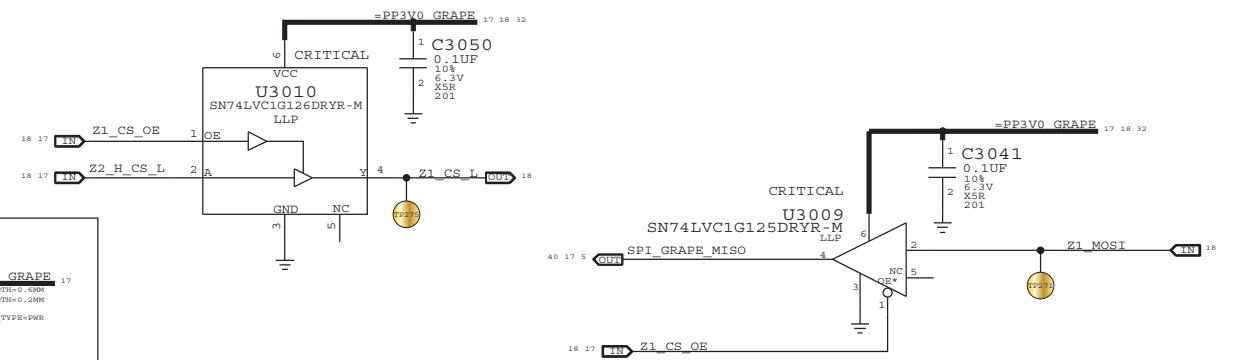 =PP3V0 GRAPE 17 18 32
6 CRITICAL
VCC
1 C3050
0.1UF
10%
6.3V
2 X5R
201
U3010
SN74LVC1G126DRYR-M
LLP
18 17 IN Z1_CS_OE 1 OE
18 17 IN Z2_H_CS_L 2 A Y 4 Z1_CS_L OUT 18
TP275
GND NC
3 5
GRAPE 17
TH=0.6MM
TH=0.2MM
TYPE=PWR
=PP3V0 GRAPE 17 18 32
1 C3041
0.1UF
10%
6.3V
2 X5R
201
CRITICAL
U3009
SN74LVC1G125DRYR-M
LLP 6
40 17 5 OUT SPI_GRAPE_MISO 4 2 Z1_MOSI IN 18
NC 5
3 OE*
1
TP271
18 17 IN Z1_CS_OE